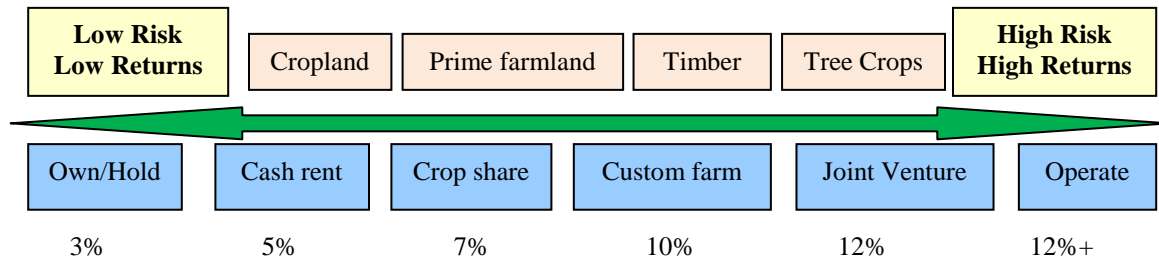 Low Risk
Low Returns
Cropland
Prime farmland
Timber
Tree Crops
High Risk
High Returns
Own/Hold
Cash rent
Crop share
Custom farm
Joint Venture
Operate
3%
5%
7%
10%
12%
12%+